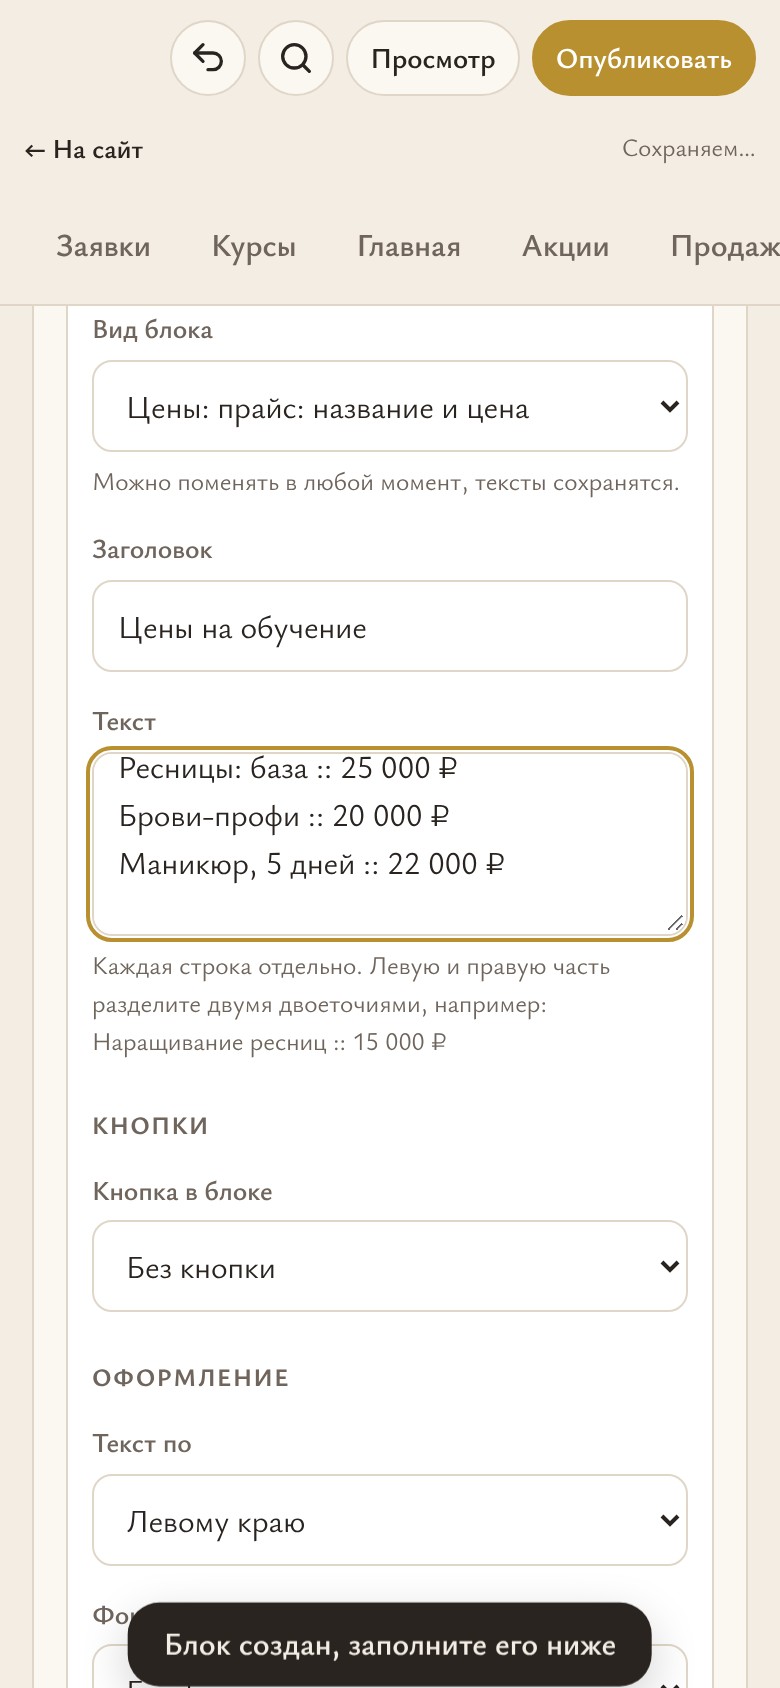 Просмотр
Опубликовать
← На сайт
Сохраняем...
Заявки
Курсы
Главная
Акции
Продаж
Вид блока
Цены: прайс: название и цена
Можно поменять в любой момент, тексты сохранятся.
Заголовок
Цены на обучение
Текст
Ресницы: база :: 25 000 ₽
Брови-профи :: 20 000 ₽
Маникюр, 5 дней :: 22 000 ₽
Каждая строка отдельно. Левую и правую часть
разделите двумя двоеточиями, например:
Наращивание ресниц :: 15 000 ₽
КНОПКИ
Кнопка в блоке
Без кнопки
ОФОРМЛЕНИЕ
Текст по
Левому краю
Блок создан, заполните его ниже